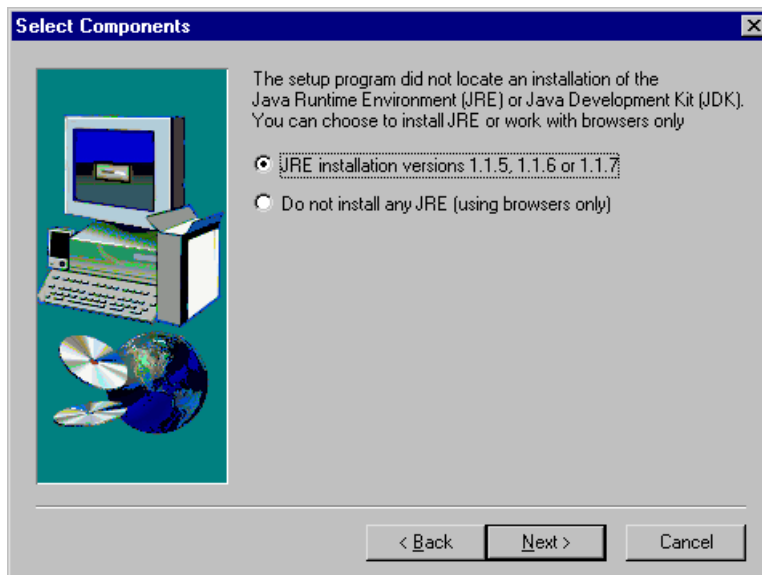 Select Components
The setup program did not locate an installation of the
Java Runtime Environment (JRE) or Java Development Kit (JDK).
You can choose to install JRE or work with browsers only
JRE installation versions 1.1.5, 1.1.6 or 1.1.7
Do not install any JRE (using browsers only)
< Back
Next >
Cancel